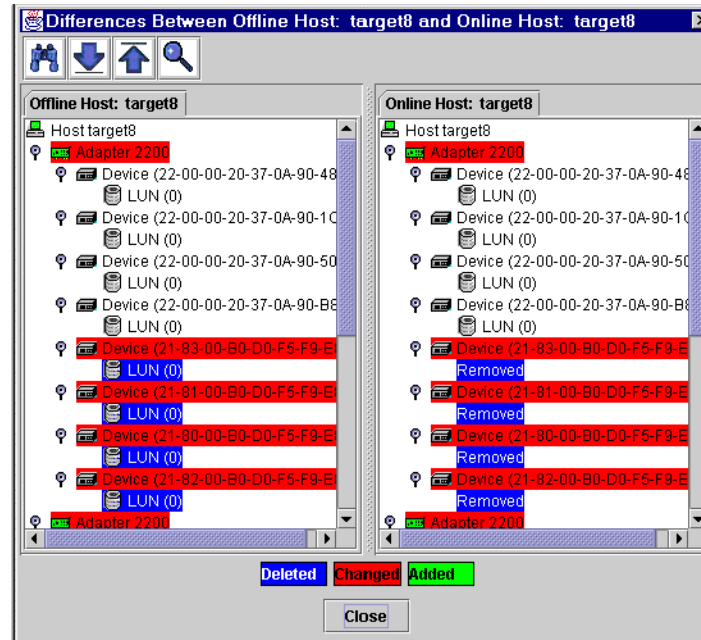 Differences Between Offline Host: target8 and Online Host: target8
Offline Host: target8
Host target8
Adapter 2200
Device (22-00-00-20-37-0A-90-48
LUN (0)
Device (22-00-00-20-37-0A-90-1C
LUN (0)
Device (22-00-00-20-37-0A-90-50
LUN (0)
Device (22-00-00-20-37-0A-90-B8
LUN (0)
Device (21-83-00-B0-D0-F5-F9-E
LUN (0)
Device (21-81-00-B0-D0-F5-F9-E
LUN (0)
Device (21-80-00-B0-D0-F5-F9-E
LUN (0)
Device (21-82-00-B0-D0-F5-F9-E
LUN (0)
Adapter 2200
Online Host: target8
Host target8
Adapter 2200
Device (22-00-00-20-37-0A-90-48
LUN (0)
Device (22-00-00-20-37-0A-90-1C
LUN (0)
Device (22-00-00-20-37-0A-90-50
LUN (0)
Device (22-00-00-20-37-0A-90-B8
LUN (0)
Device (21-83-00-B0-D0-F5-F9-E
Removed
Device (21-81-00-B0-D0-F5-F9-E
Removed
Device (21-80-00-B0-D0-F5-F9-E
Removed
Device (21-82-00-B0-D0-F5-F9-E
Removed
Adapter 2200
Deleted Changed Added
Close